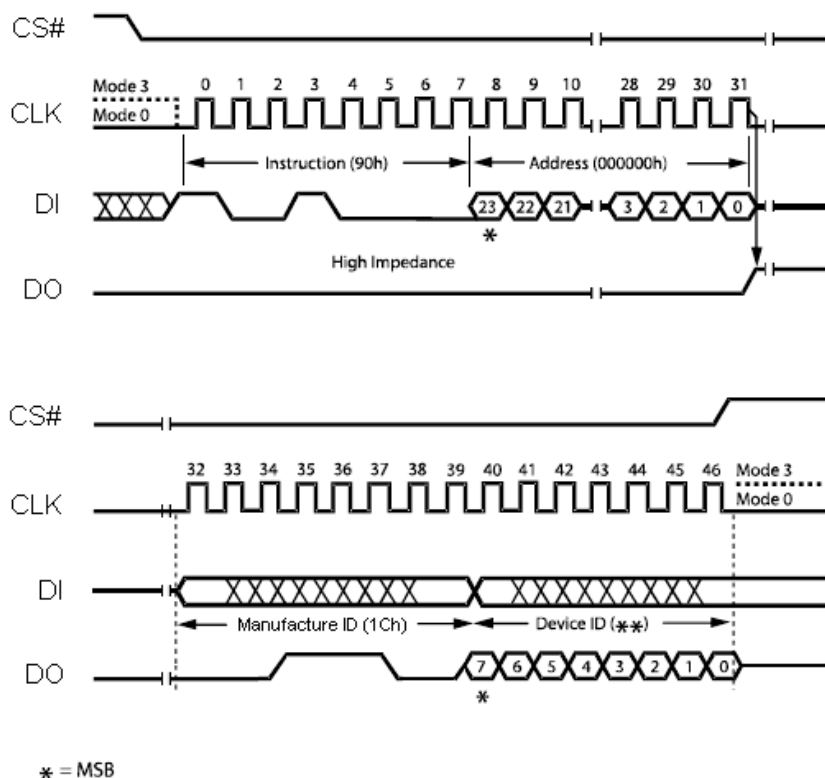 CS#
Mode 3 0 1 2 3 4 5 6 7 8 9 10 28 29 30 31
CLK Mode 0
Instruction (90h) Address (000000h)
DI 23 22 21 3 2 1 0
*
High Impedance
DO
CS#
32 33 34 35 36 37 38 39 40 41 42 43 44 45 46 Mode 3
CLK Mode 0
DI
Manufacture ID (1Ch) Device ID (**)
DO 7 6 5 4 3 2 1 0
*
* = MSB